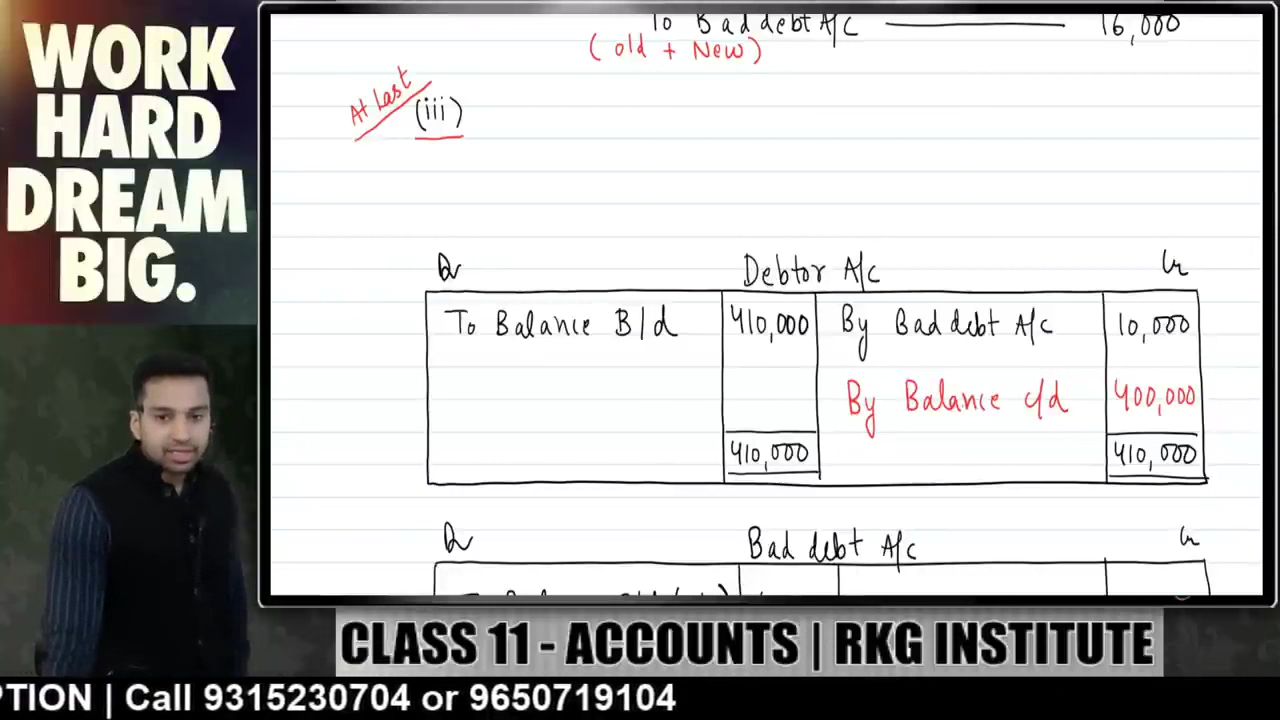 WORK
HARD
DREAM
BIG.
To Bad debt A/c 16,000
(old + New)
At last
(iii)
Dr Debtor A/c Cr
To Balance B/d 410,000 By Bad debt A/c 10,000
By Balance c/d 400,000
410,000 410,000
Dr Bad debt A/c Cr
CLASS 11 - ACCOUNTS | RKG INSTITUTE
PTION | Call 9315230704 or 9650719104